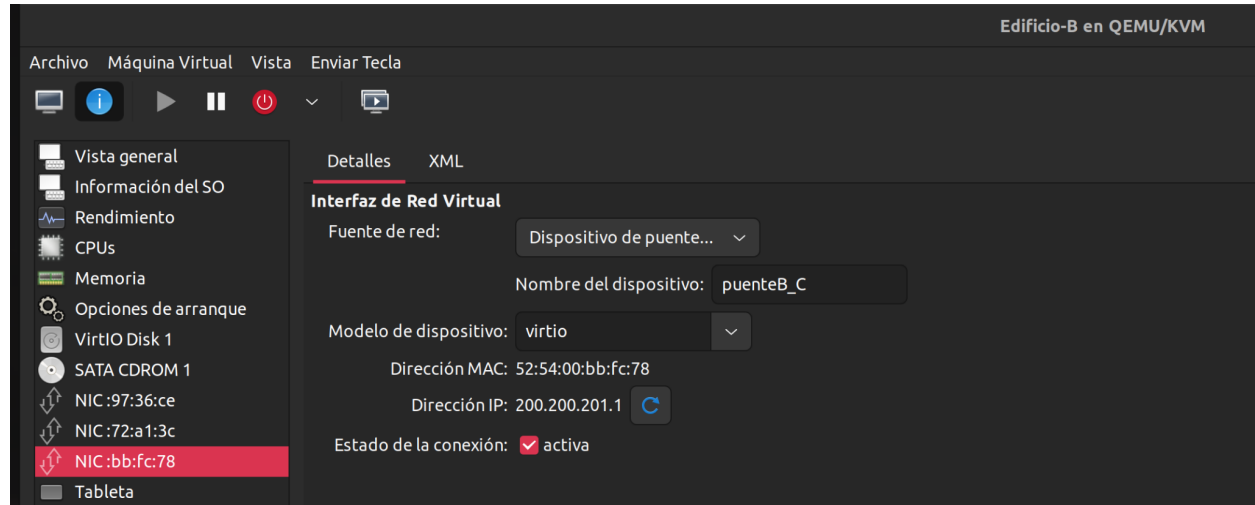 Edificio-B en QEMU/KVM
Archivo Máquina Virtual Vista Enviar Tecla
Vista general
Información del SO
Rendimiento
CPUs
Memoria
Opciones de arranque
VirtIO Disk 1
SATA CDROM 1
NIC :97:36:ce
NIC :72:a1:3c
NIC :bb:fc:78
Tableta
Detalles XML
Interfaz de Red Virtual
Fuente de red: Dispositivo de puente...
Nombre del dispositivo: puenteB_C
Modelo de dispositivo: virtio
Dirección MAC: 52:54:00:bb:fc:78
Dirección IP: 200.200.201.1
Estado de la conexión: activa